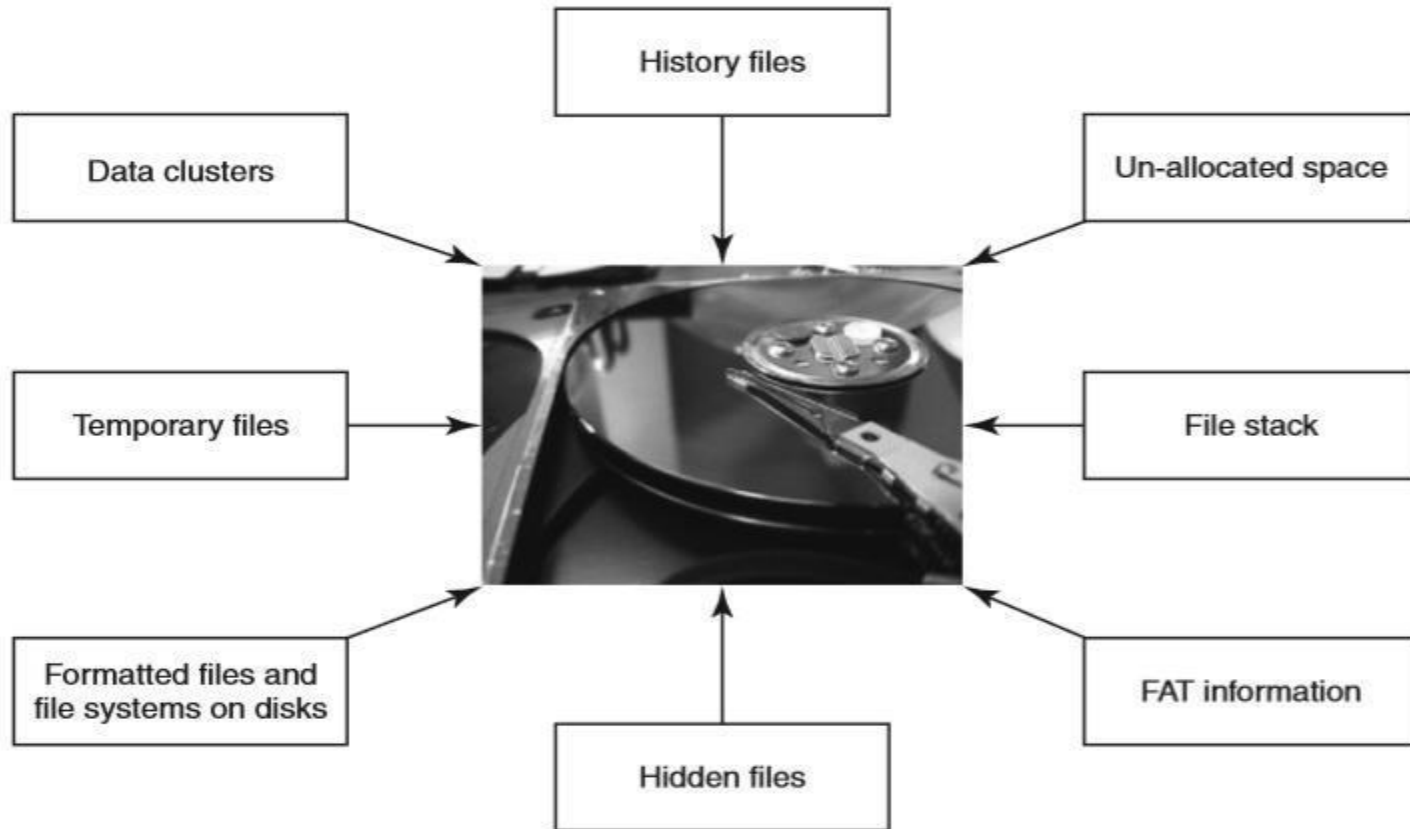 History files
Data clusters
Un-allocated space
Temporary files
File stack
Formatted files and
file systems on disks
FAT information
Hidden files